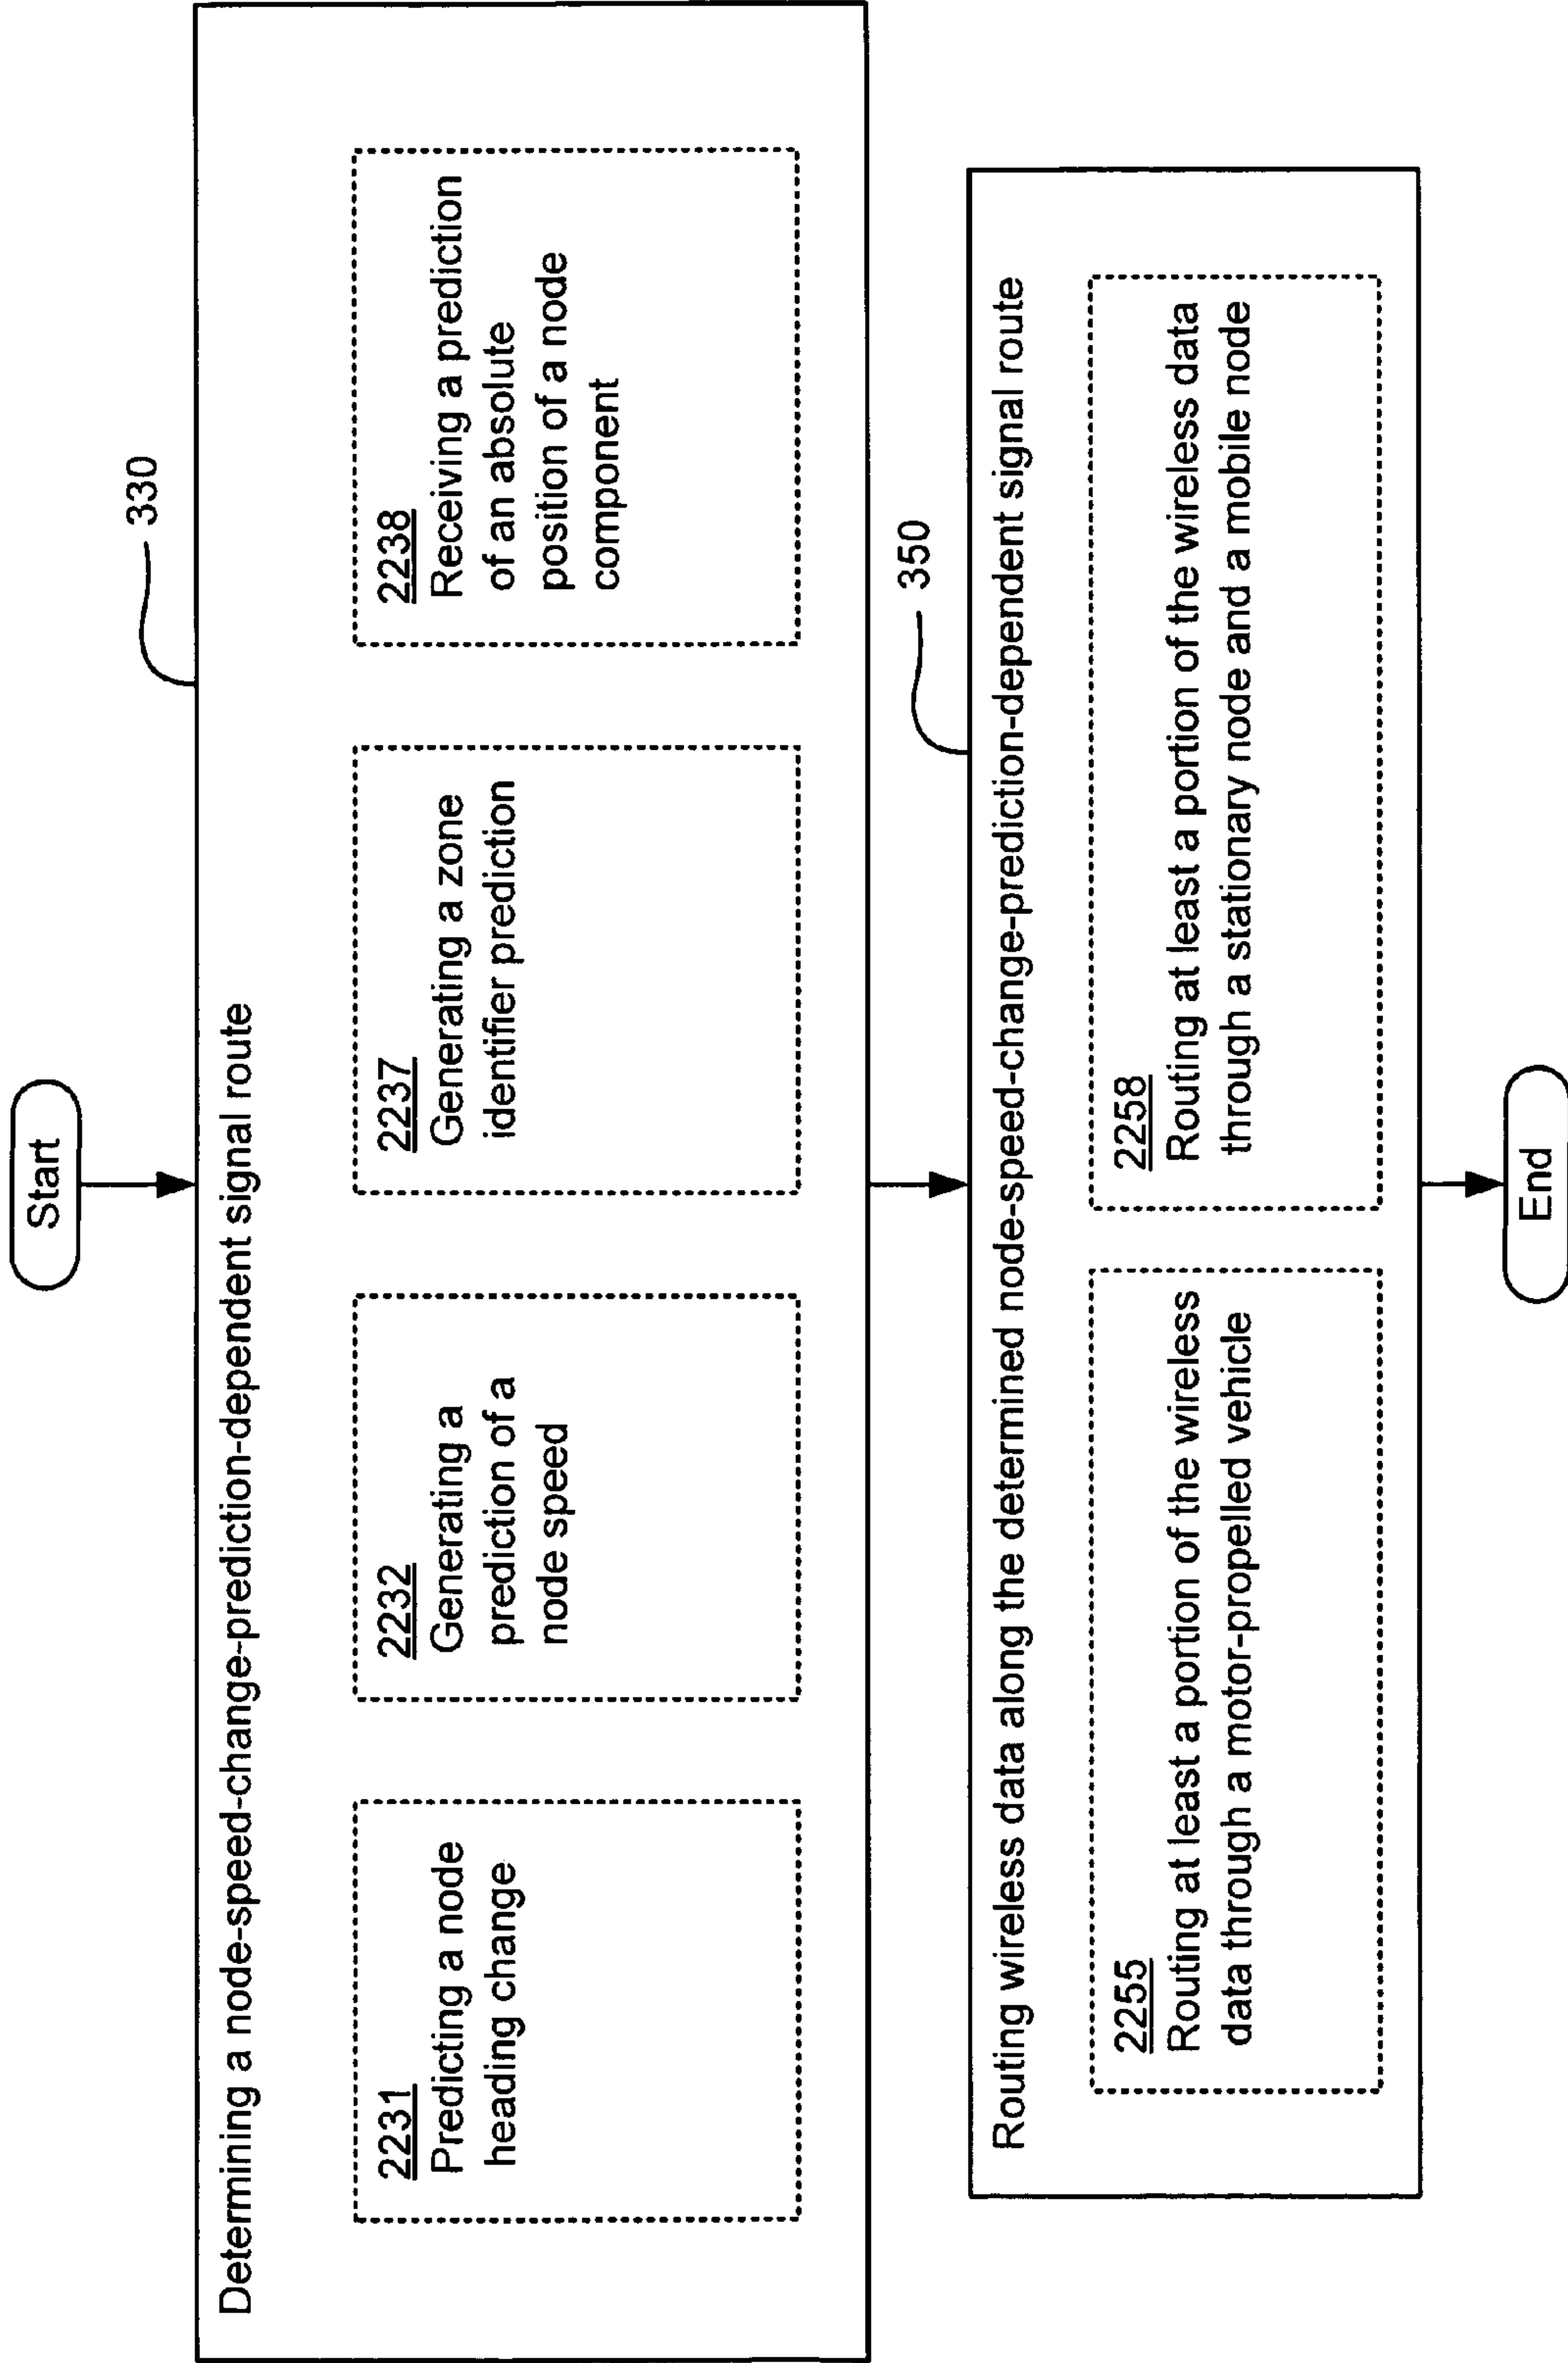 Start
330
Determining a node-speed-change-prediction-dependent signal route
2231
Predicting a node
heading change
2232
Generating a
prediction of a
node speed
2237
Generating a zone
identifier prediction
2238
Receiving a prediction
of an absolute
position of a node
component
350
Routing wireless data along the determined node-speed-change-prediction-dependent signal route
2255
Routing at least a portion of the wireless
data through a motor-propelled vehicle
2258
Routing at least a portion of the wireless data
through a stationary node and a mobile node
End